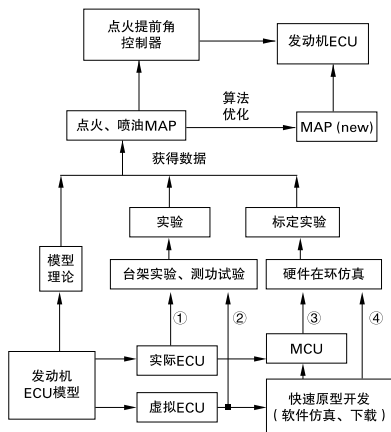 点火提前角
控制器
发动机ECU
算法
优化
点火、喷油MAP
MAP (new)
获得数据
实验
标定实验
模型
理论
台架实验、测功试验
硬件在环仿真
①
②
③
④
发动机
ECU模型
实际ECU
MCU
虚拟ECU
快速原型开发
(软件仿真、下载)